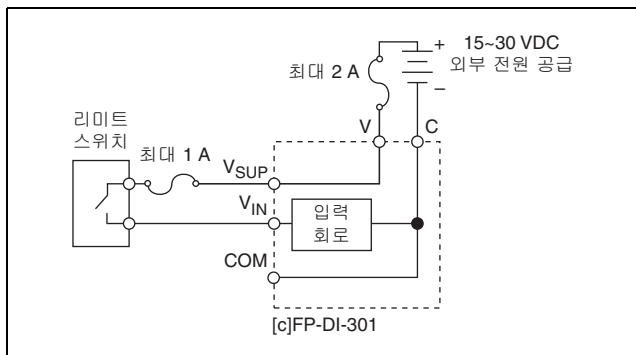 + 15~30 VDC
외부 전원 공급
–
최대 2 A
V C
리미트
스위치
최대 1 A
VSUP
VIN
입력
회로
COM
[c]FP-DI-301